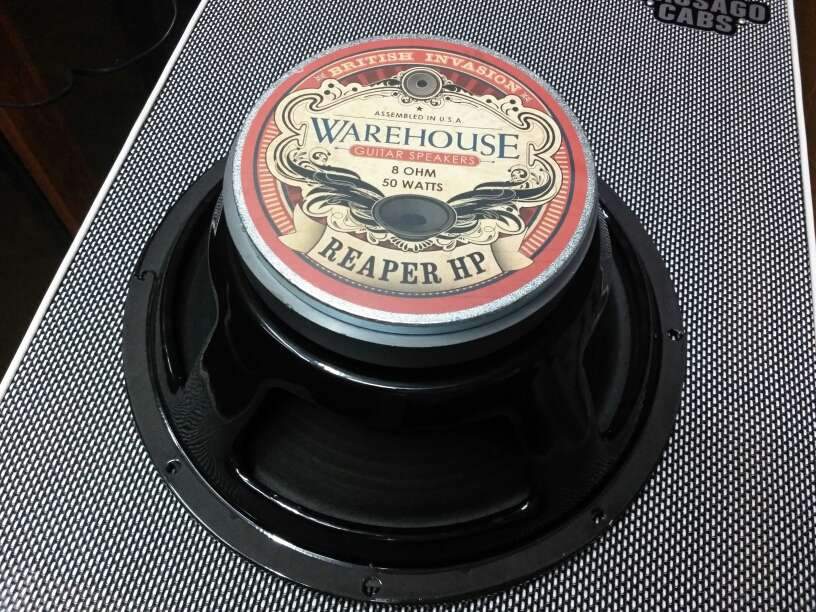 CABS
BRITISH INVASION
ASSEMBLED IN U.S.A
WAREHOUSE
GUITAR SPEAKERS
8 OHM
50 WATTS
REAPER HP